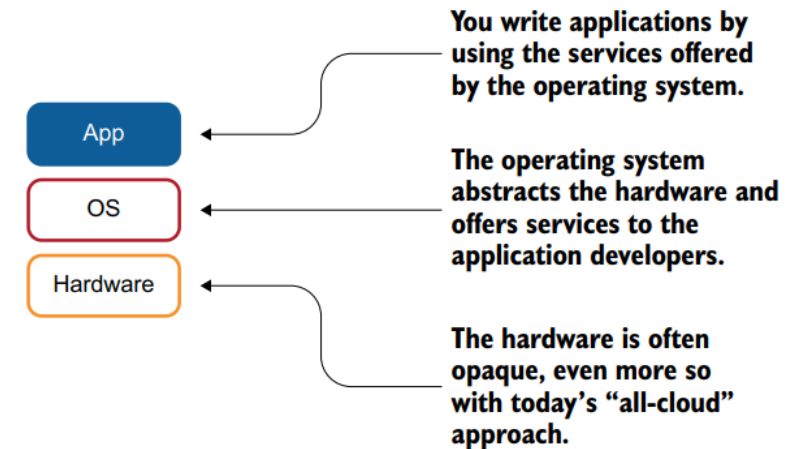 You write applications by
using the services offered
by the operating system.
App
The operating system
abstracts the hardware and
offers services to the
application developers.
OS
Hardware
The hardware is often
opaque, even more so
with today’s “all-cloud”
approach.